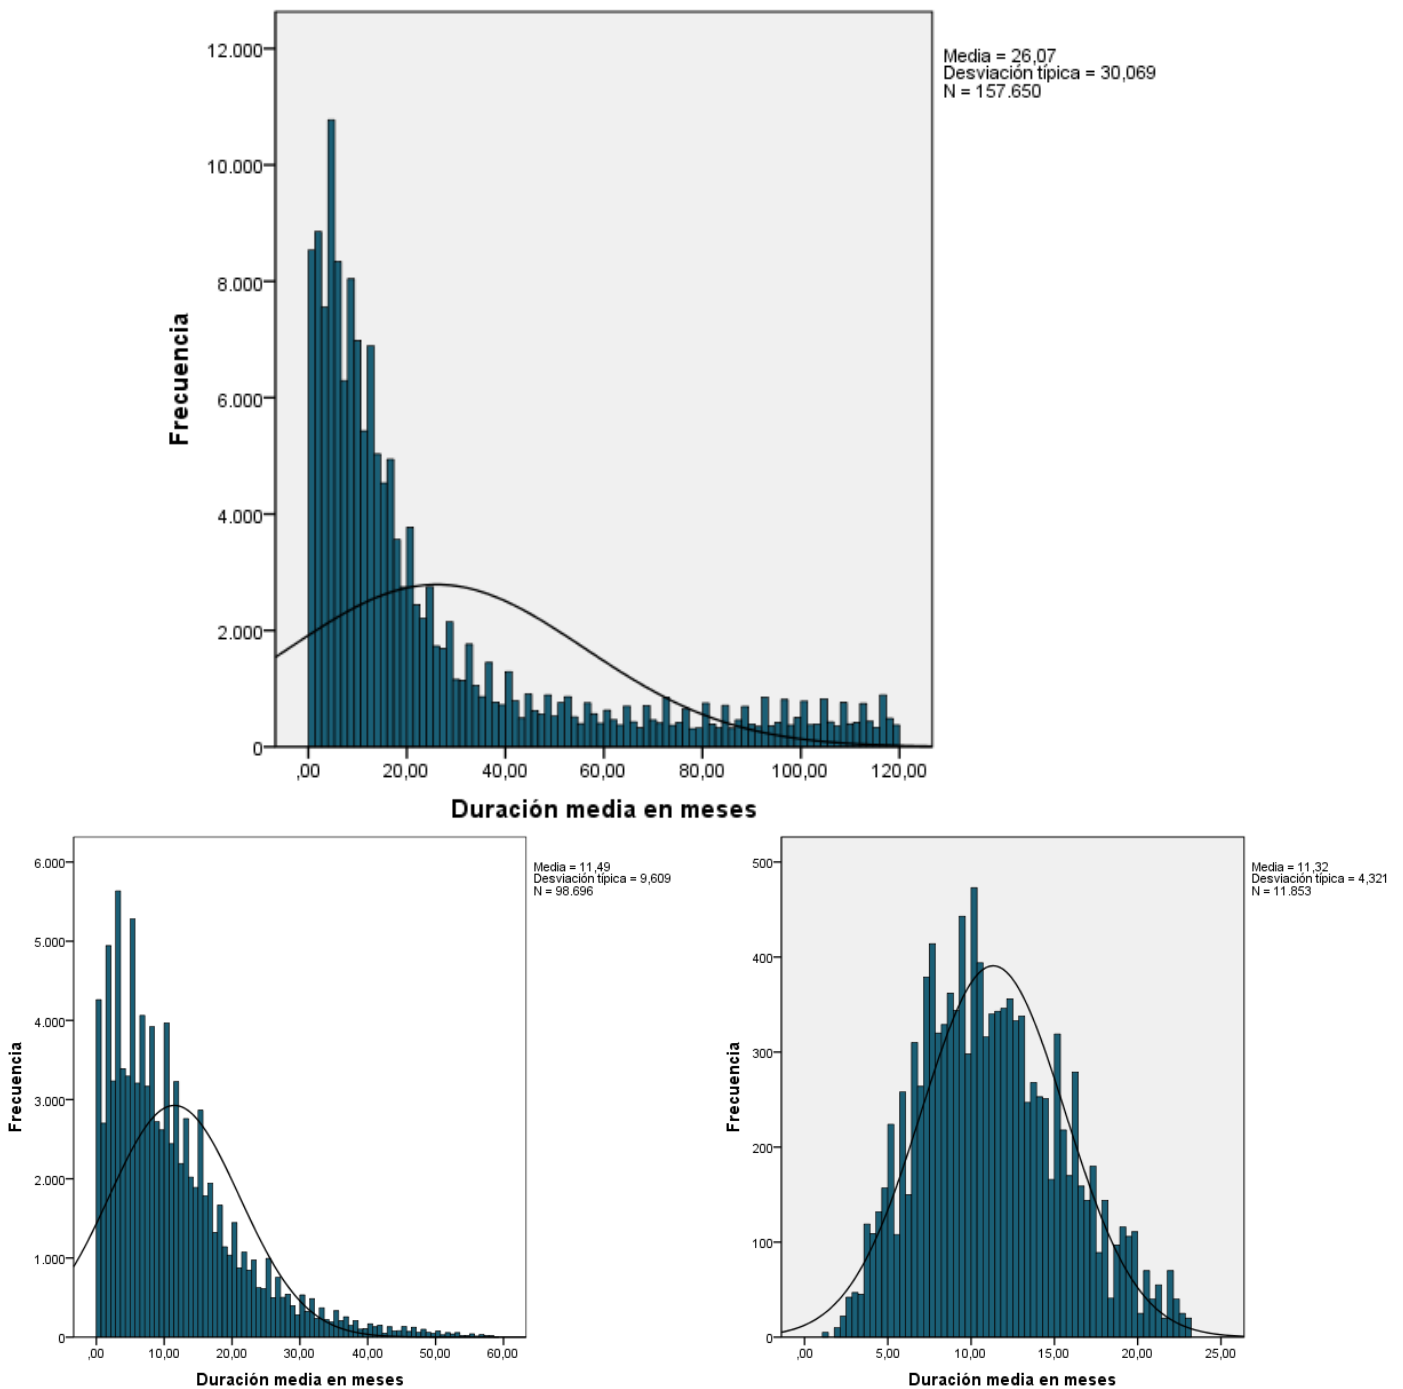 12.000
10.000
8.000
6.000
4.000
2.000
0
Frecuencia
,00 20,00 40,00 60,00 80,00 100,00 120,00
Duración media en meses
Media = 26,07
Desviación típica = 30,069
N = 157.650
6.000
5.000
4.000
3.000
2.000
1.000
0
Frecuencia
,00 10,00 20,00 30,00 40,00 50,00 60,00
Duración media en meses
Media = 11,49
Desviación típica = 9,609
N = 98.696
500
400
300
200
100
0
Frecuencia
,00 5,00 10,00 15,00 20,00 25,00
Duración media en meses
Media = 11,32
Desviación típica = 4,321
N = 11.853